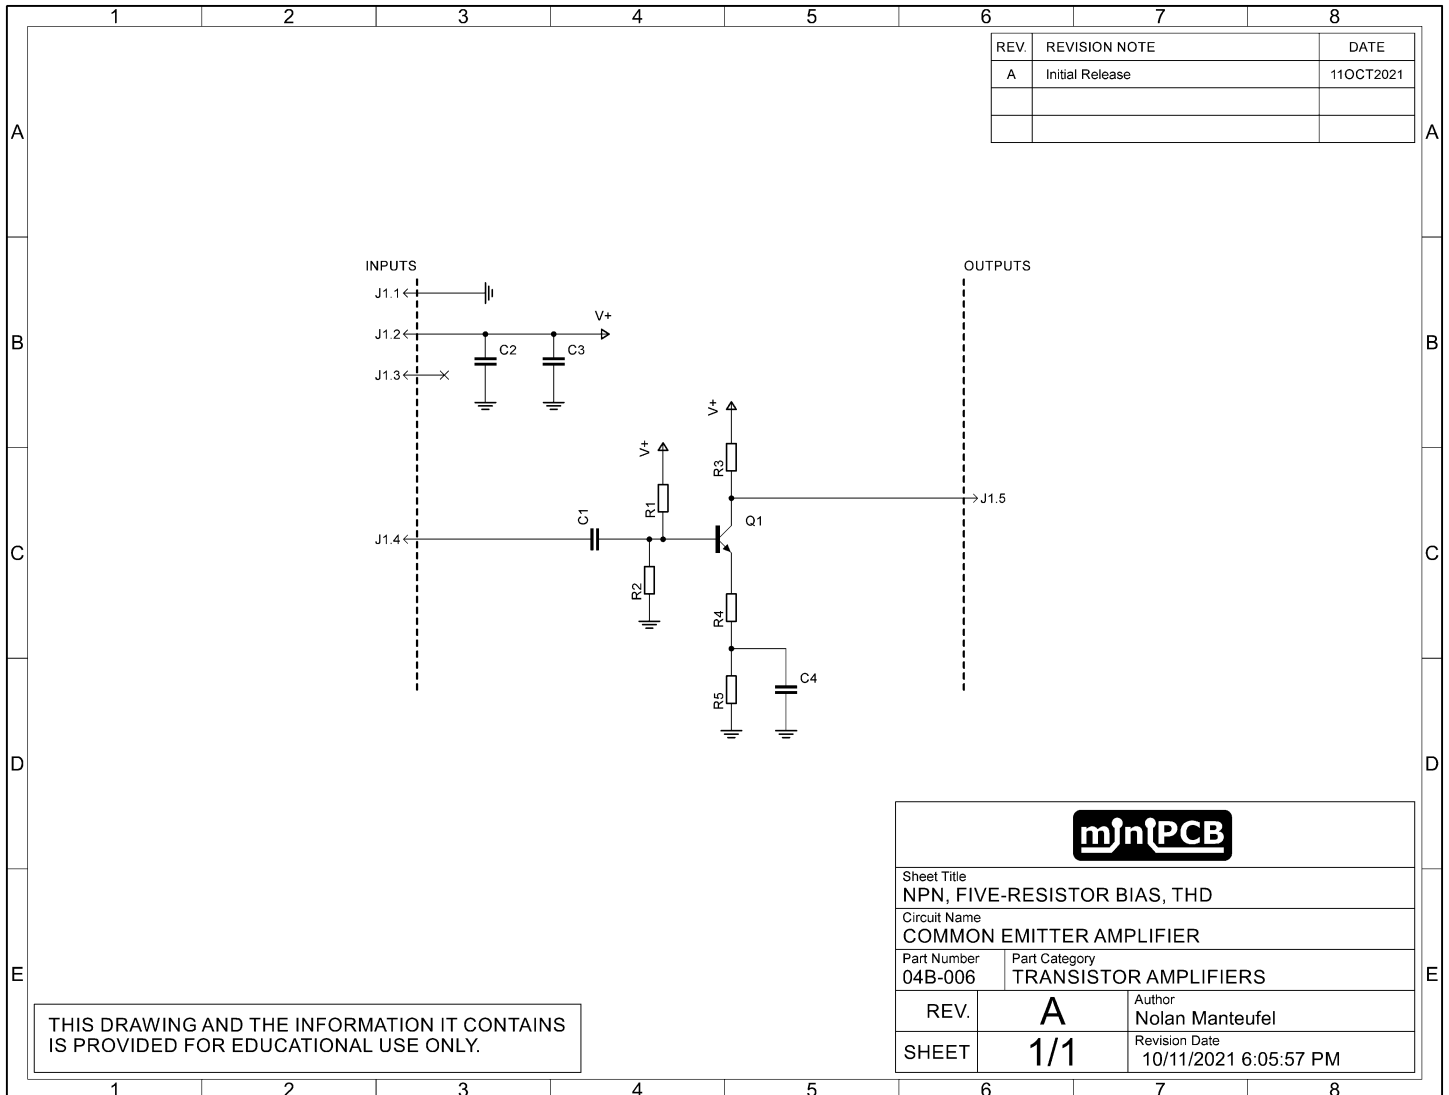 1 2 3 4 5 6 7 8
REV. REVISION NOTE DATE
A Initial Release 11OCT2021
A A
INPUTS OUTPUTS
J1.1
V+
J1.2
B B
C2 C3
J1.3
V+
V+
R3
R1
J1.5
C1
Q1
J1.4
C C
R2
R4
C4
R5
D D
miniPCB
Sheet Title
NPN, FIVE-RESISTOR BIAS, THD
Circuit Name
COMMON EMITTER AMPLIFIER
Part Number Part Category
04B-006 TRANSISTOR AMPLIFIERS
E E
REV. A Author
Nolan Manteufel
SHEET 1/1 Revision Date
10/11/2021 6:05:57 PM
THIS DRAWING AND THE INFORMATION IT CONTAINS
IS PROVIDED FOR EDUCATIONAL USE ONLY.
1 2 3 4 5 6 7 8